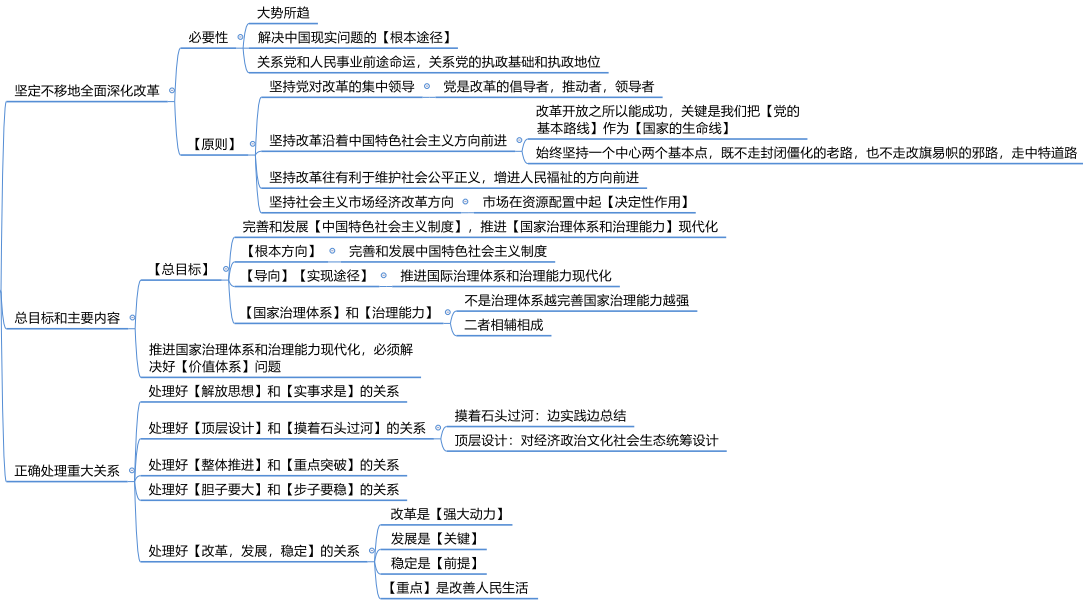 坚定不移地全面深化改革
必要性
大势所趋
解决中国现实问题的【根本途径】
关系党和人民事业前途命运，关系党的执政基础和执政地位
【原则】
坚持党对改革的集中领导
党是改革的倡导者，推动者，领导者
坚持改革沿着中国特色社会主义方向前进
改革开放之所以能成功，关键是我们把【党的
基本路线】作为【国家的生命线】
始终坚持一个中心两个基本点，既不走封闭僵化的老路，也不走改旗易帜的邪路，走中特道路
坚持改革往有利于维护社会公平正义，增进人民福祉的方向前进
坚持社会主义市场经济改革方向
市场在资源配置中起【决定性作用】
总目标和主要内容
【总目标】
完善和发展【中国特色社会主义制度】，推进【国家治理体系和治理能力】现代化
【根本方向】
完善和发展中国特色社会主义制度
【导向】【实现途径】
推进国际治理体系和治理能力现代化
【国家治理体系】和【治理能力】
不是治理体系越完善国家治理能力越强
二者相辅相成
推进国家治理体系和治理能力现代化，必须解
决好【价值体系】问题
正确处理重大关系
处理好【解放思想】和【实事求是】的关系
处理好【顶层设计】和【摸着石头过河】的关系
摸着石头过河：边实践边总结
顶层设计：对经济政治文化社会生态统筹设计
处理好【整体推进】和【重点突破】的关系
处理好【胆子要大】和【步子要稳】的关系
处理好【改革，发展，稳定】的关系
改革是【强大动力】
发展是【关键】
稳定是【前提】
【重点】是改善人民生活